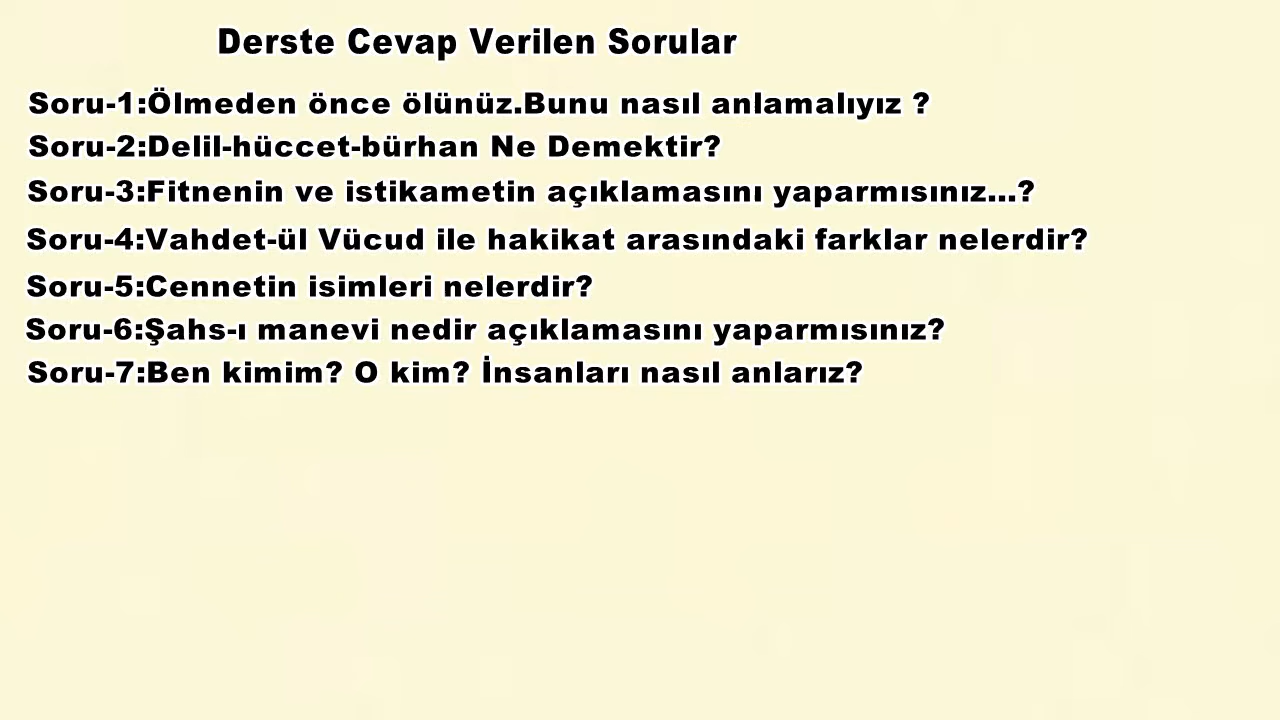 Derste Cevap Verilen Sorular
Soru-1:Ölmeden önce ölünüz.Bunu nasıl anlamalıyız ?
Soru-2:Delil-hüccet-bürhan Ne Demektir?
Soru-3:Fitnenin ve istikametin açıklamasını yaparmısınız...?
Soru-4:Vahdet-ül Vücud ile hakikat arasındaki farklar nelerdir?
Soru-5:Cennetin isimleri nelerdir?
Soru-6:Şahs-ı manevi nedir açıklamasını yaparmısınız?
Soru-7:Ben kimim? O kim? İnsanları nasıl anlarız?